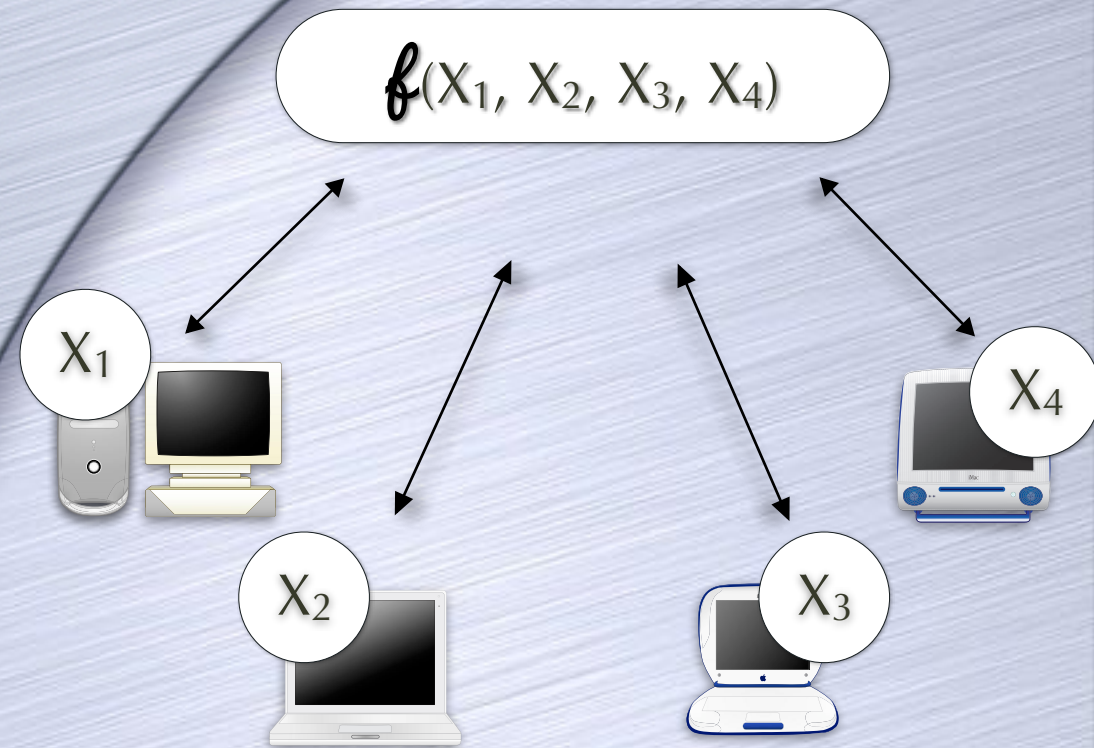 f(X₁, X₂, X₃, X₄)
X₁
X₄
X₂
X₃